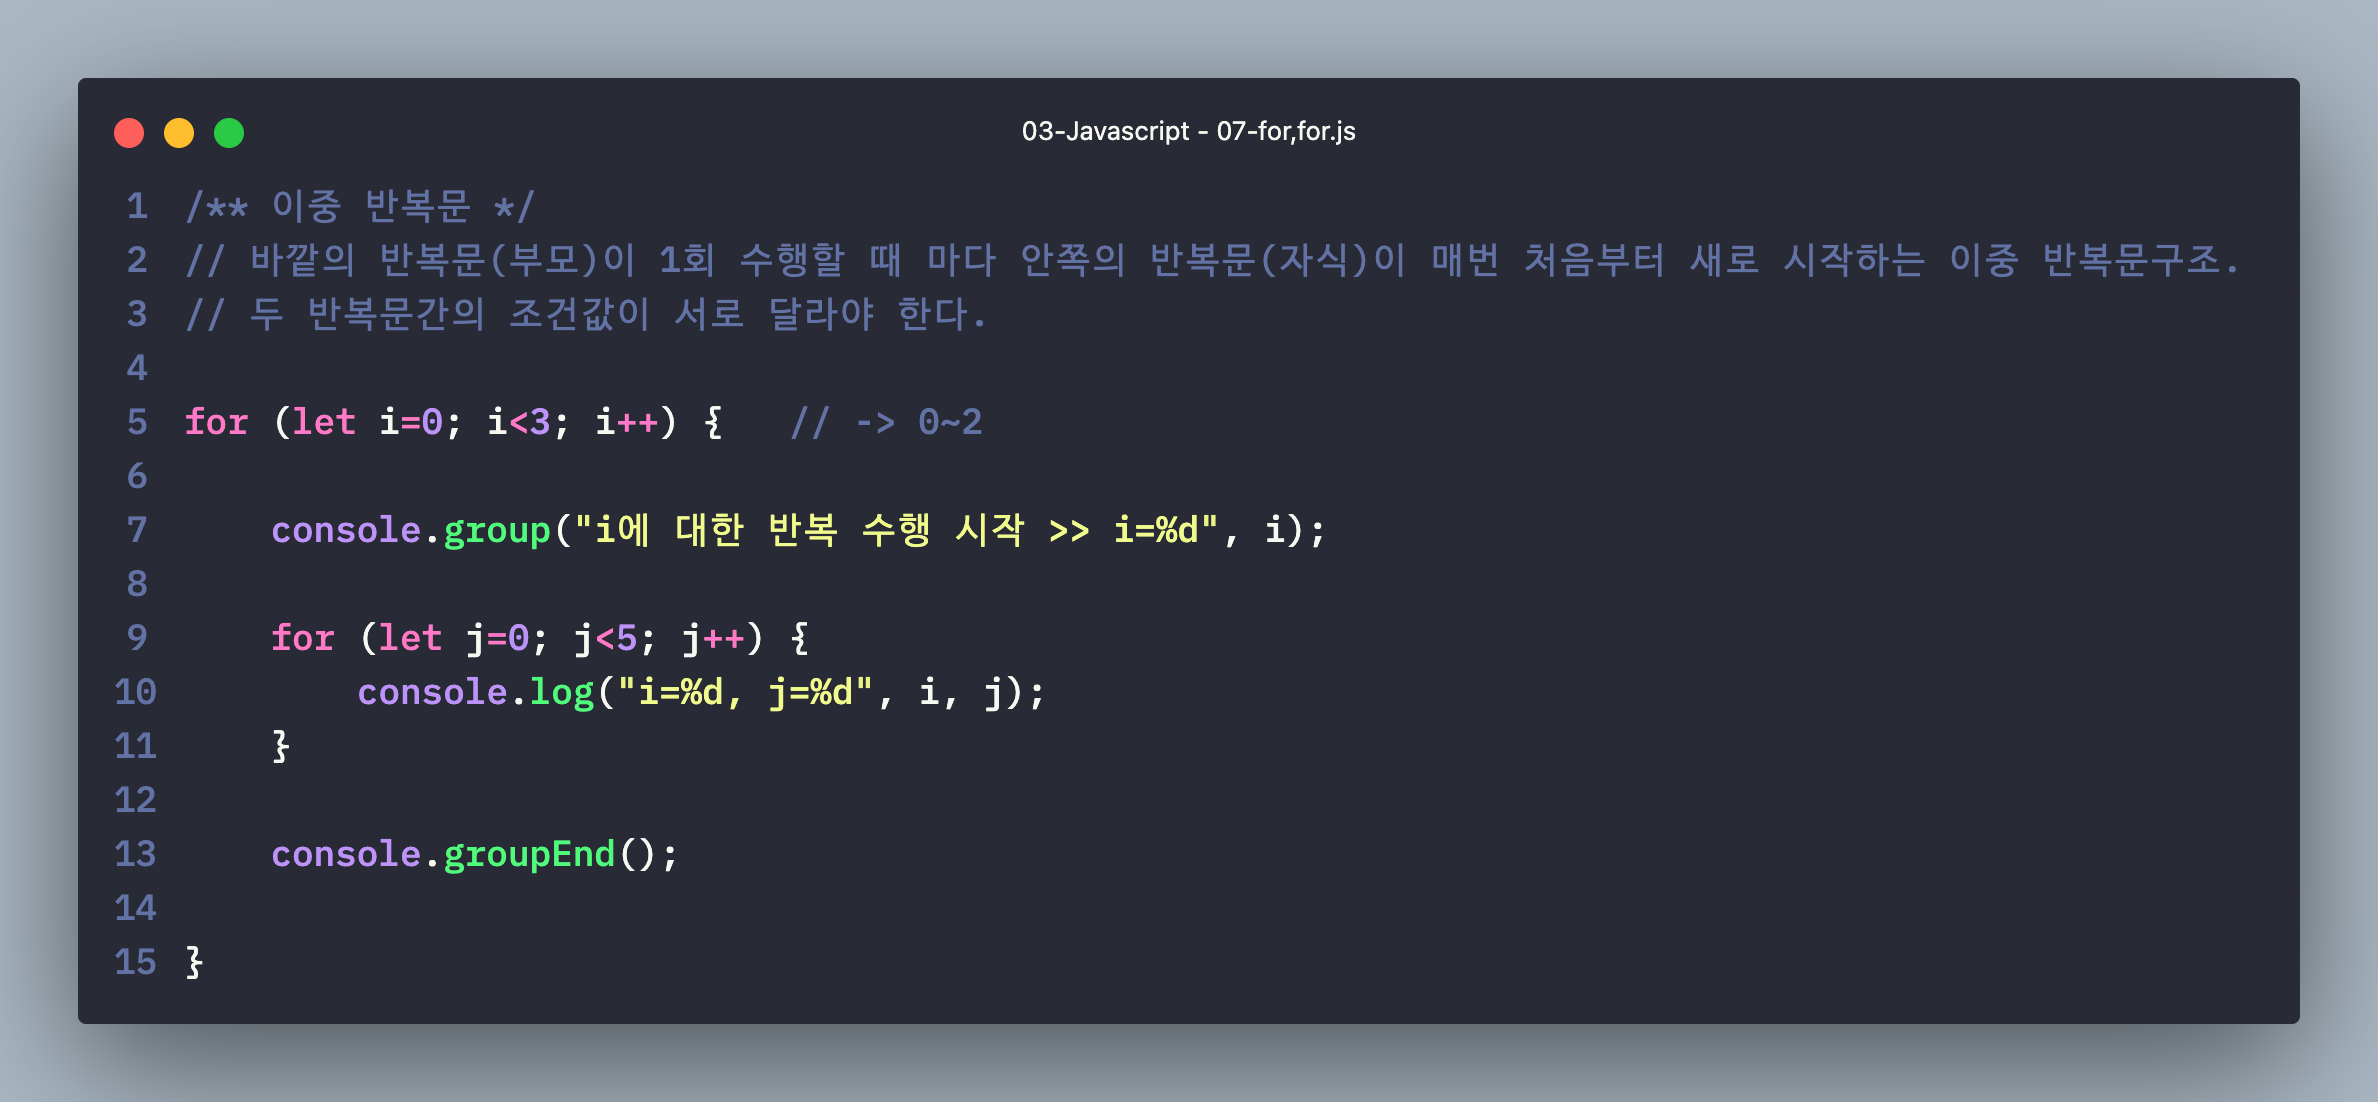 03-Javascript - 07-for,for.js
1 /** 이중 반복문 */
2 // 바깥의 반복문(부모)이 1회 수행할 때 마다 안쪽의 반복문(자식)이 매번 처음부터 새로 시작하는 이중 반복문구조.
3 // 두 반복문간의 조건값이 서로 달라야 한다.
4
5 for (let i=0; i<3; i++) {   // -> 0~2
6
7     console.group("i에 대한 반복 수행 시작 >> i=%d", i);
8
9     for (let j=0; j<5; j++) {
10         console.log("i=%d, j=%d", i, j);
11     }
12
13     console.groupEnd();
14
15 }